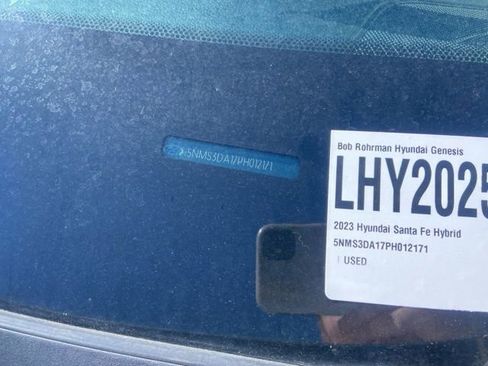 5NMS3DA17PH012171
Bob Rohrman Hyundai Genesis
LHY2025
2023 Hyundai Santa Fe Hybrid
5NMS3DA17PH012171
USED